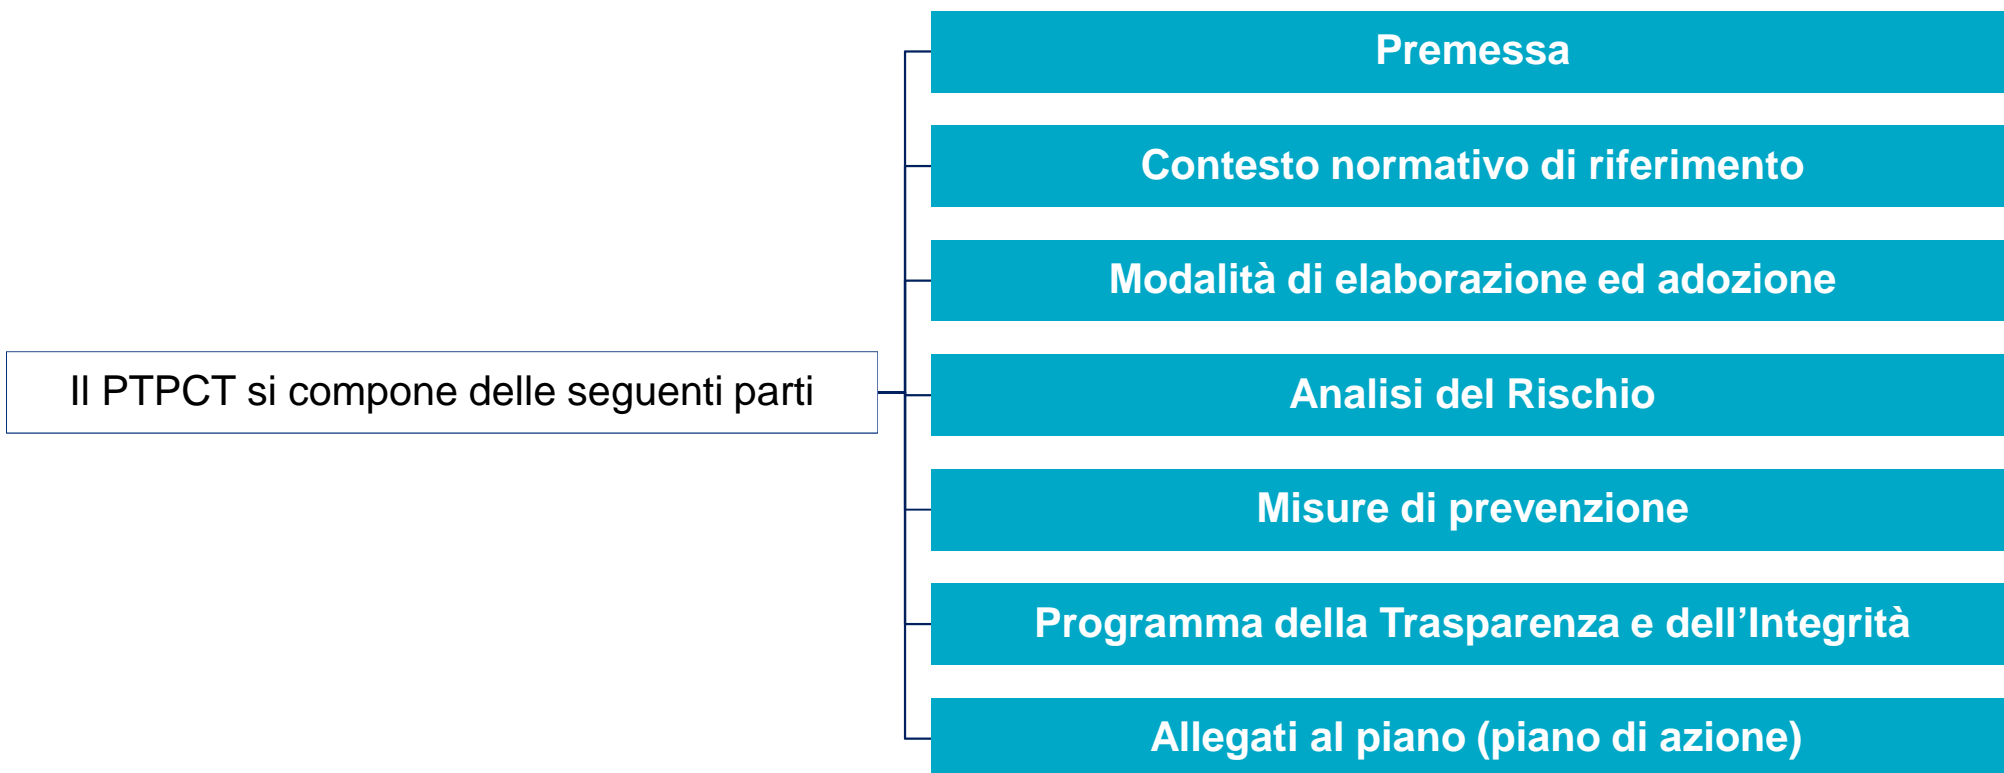 Il PTPCT si compone delle seguenti parti
Premessa
Contesto normativo di riferimento
Modalità di elaborazione ed adozione
Analisi del Rischio
Misure di prevenzione
Programma della Trasparenza e dell’Integrità
Allegati al piano (piano di azione)